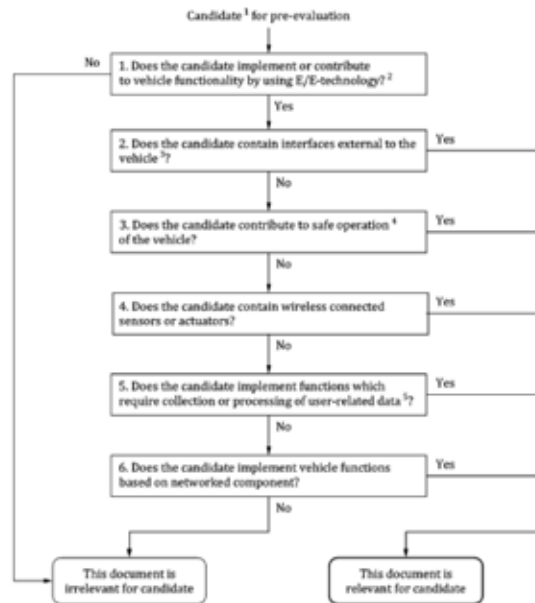 Candidate ¹ for pre-evaluation
No
1. Does the candidate implement or contribute
to vehicle functionality by using E/E-technology? ²
Yes
2. Does the candidate contain interfaces external to the
vehicle ³?
Yes
No
3. Does the candidate contribute to safe operation ⁴
of the vehicle?
Yes
No
4. Does the candidate contain wireless connected
sensors or actuators?
Yes
No
5. Does the candidate implement functions which
require collection or processing of user-related data ⁵?
Yes
No
6. Does the candidate implement vehicle functions
based on networked component?
Yes
No
This document is
irrelevant for candidate
This document is
relevant for candidate